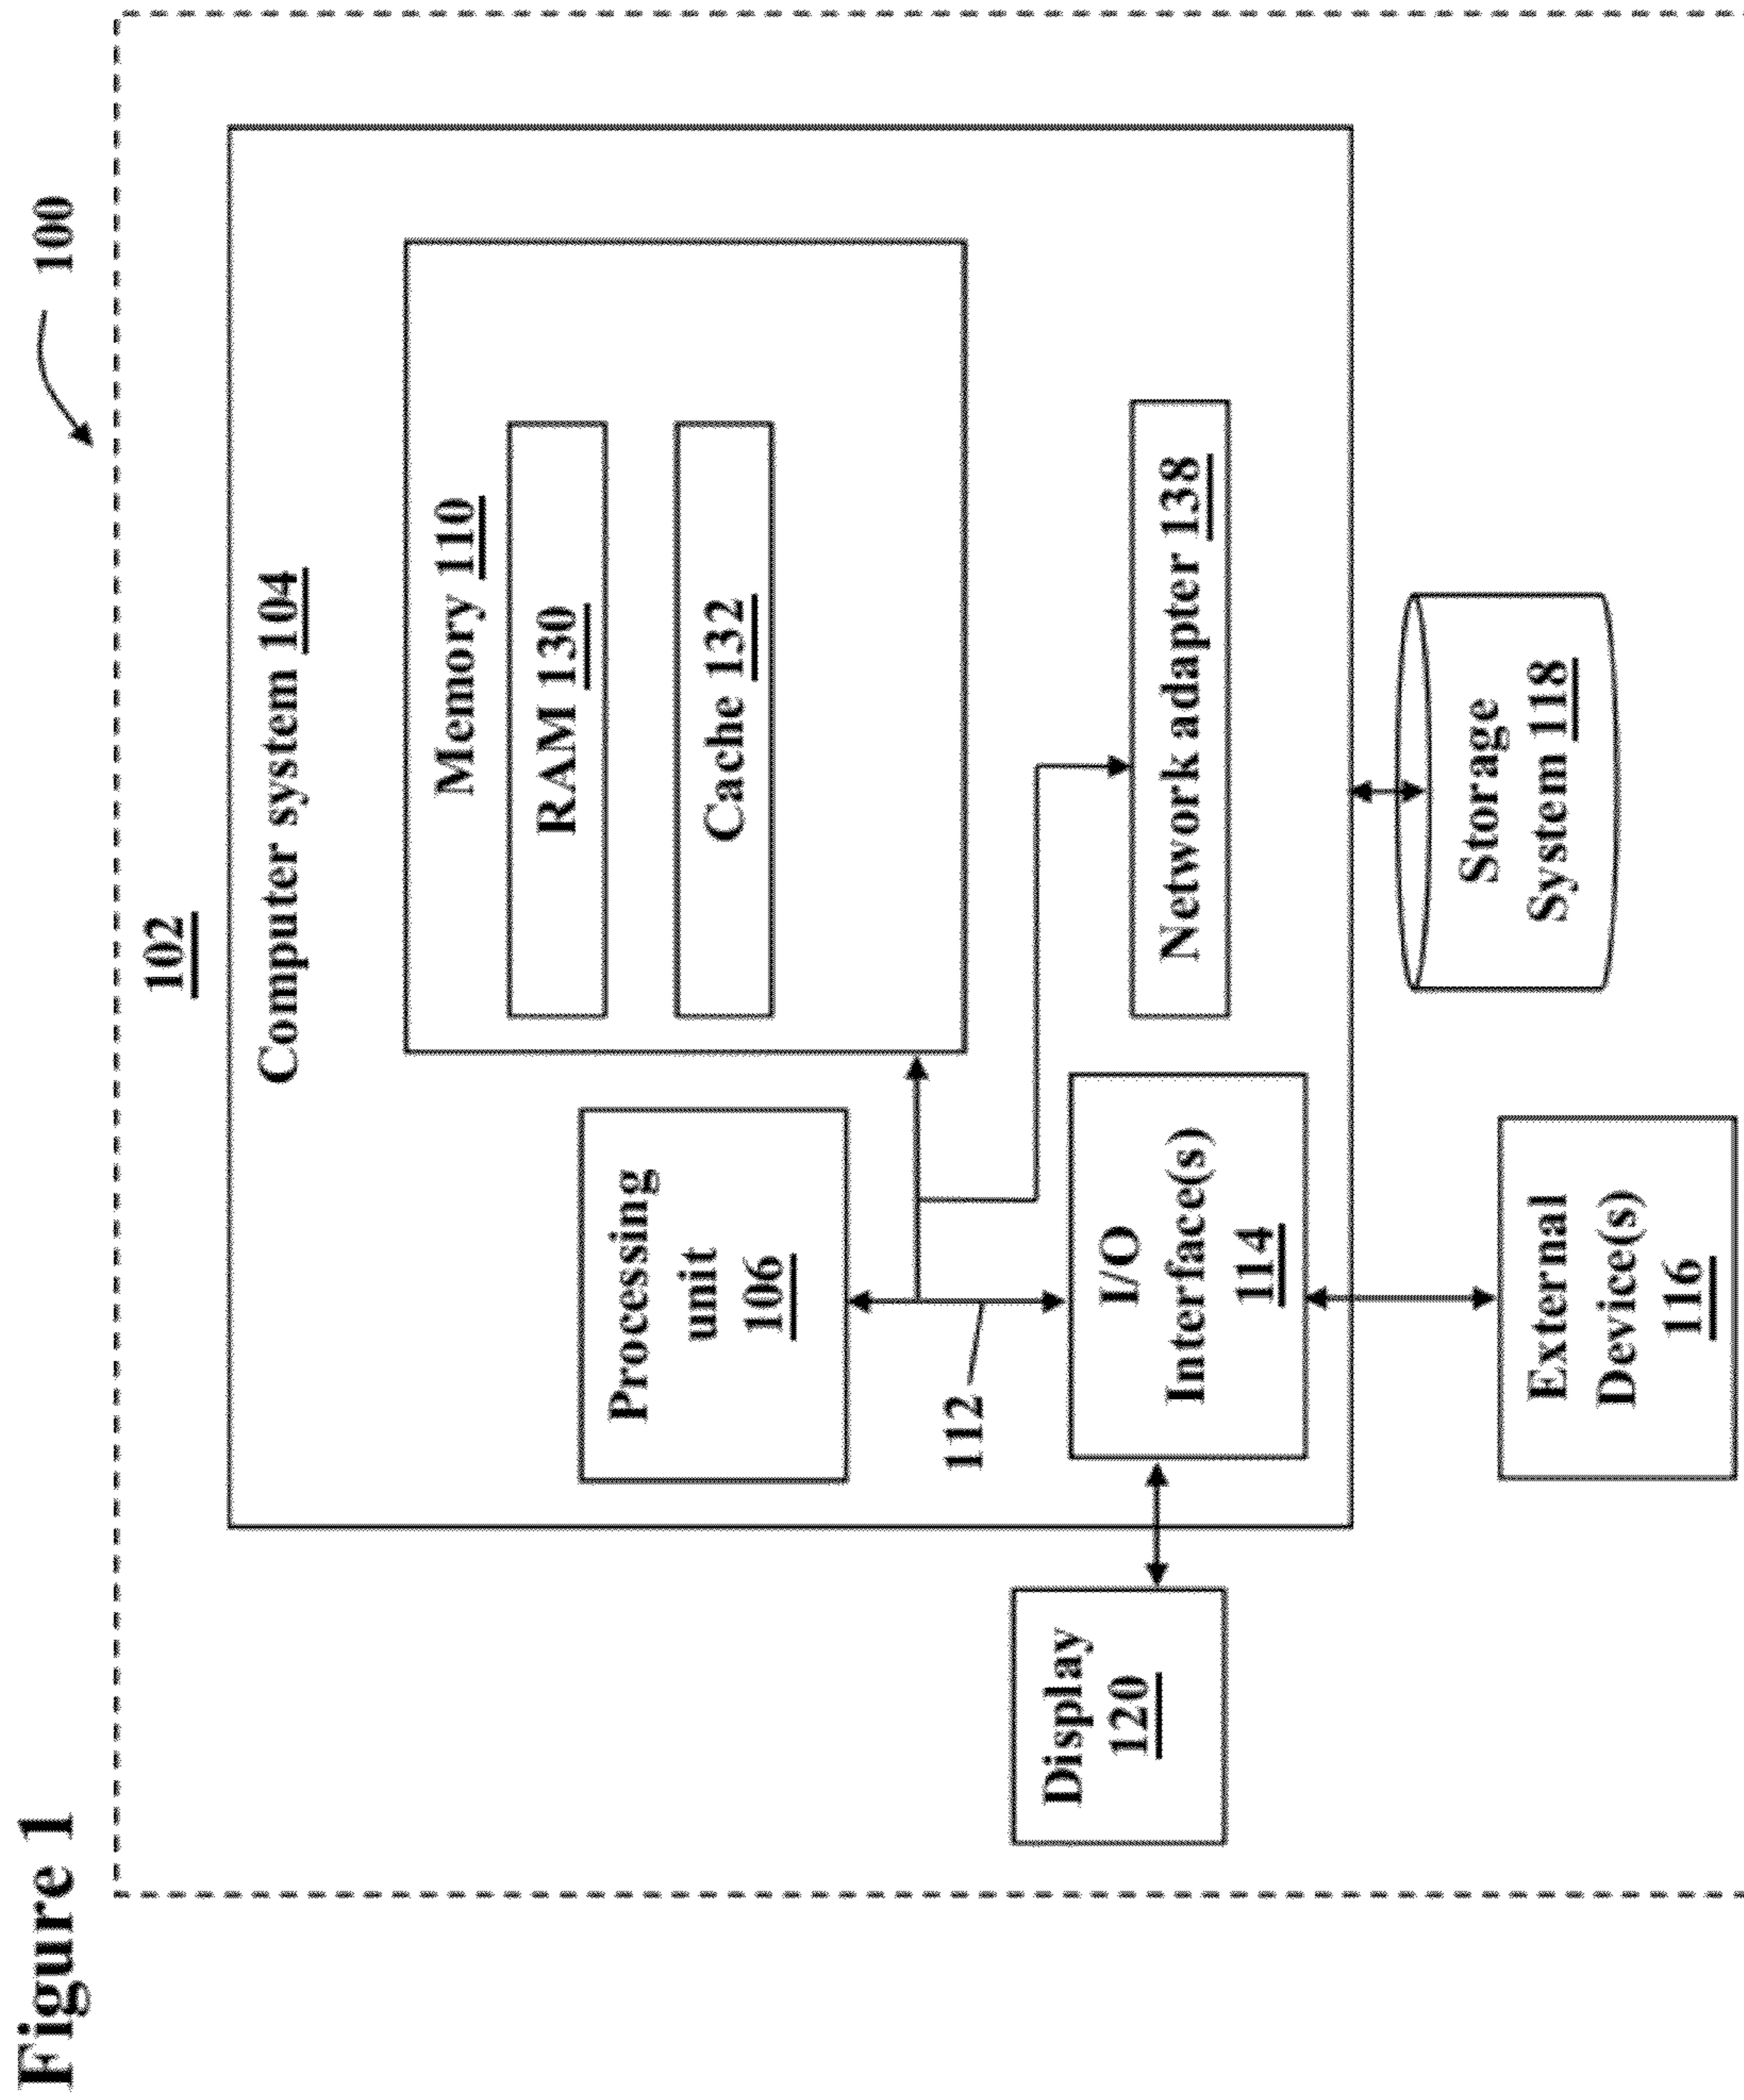 Figure 1
100
102
Computer system 104
Memory 110
RAM 130
Cache 132
Processing
unit
106
112
I/O
Interface(s)
114
Network adapter 138
Display
120
External
Device(s)
116
Storage
System 118